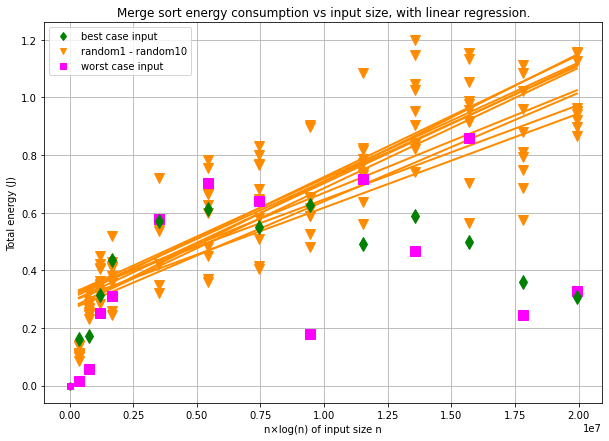 Merge sort energy consumption vs input size, with linear regression.
best case input
random1 - random10
worst case input
Total energy (J)
1.2
1.0
0.8
0.6
0.4
0.2
0.0
0.00 0.25 0.50 0.75 1.00 1.25 1.50 1.75 2.00
1e7
n×log(n) of input size n